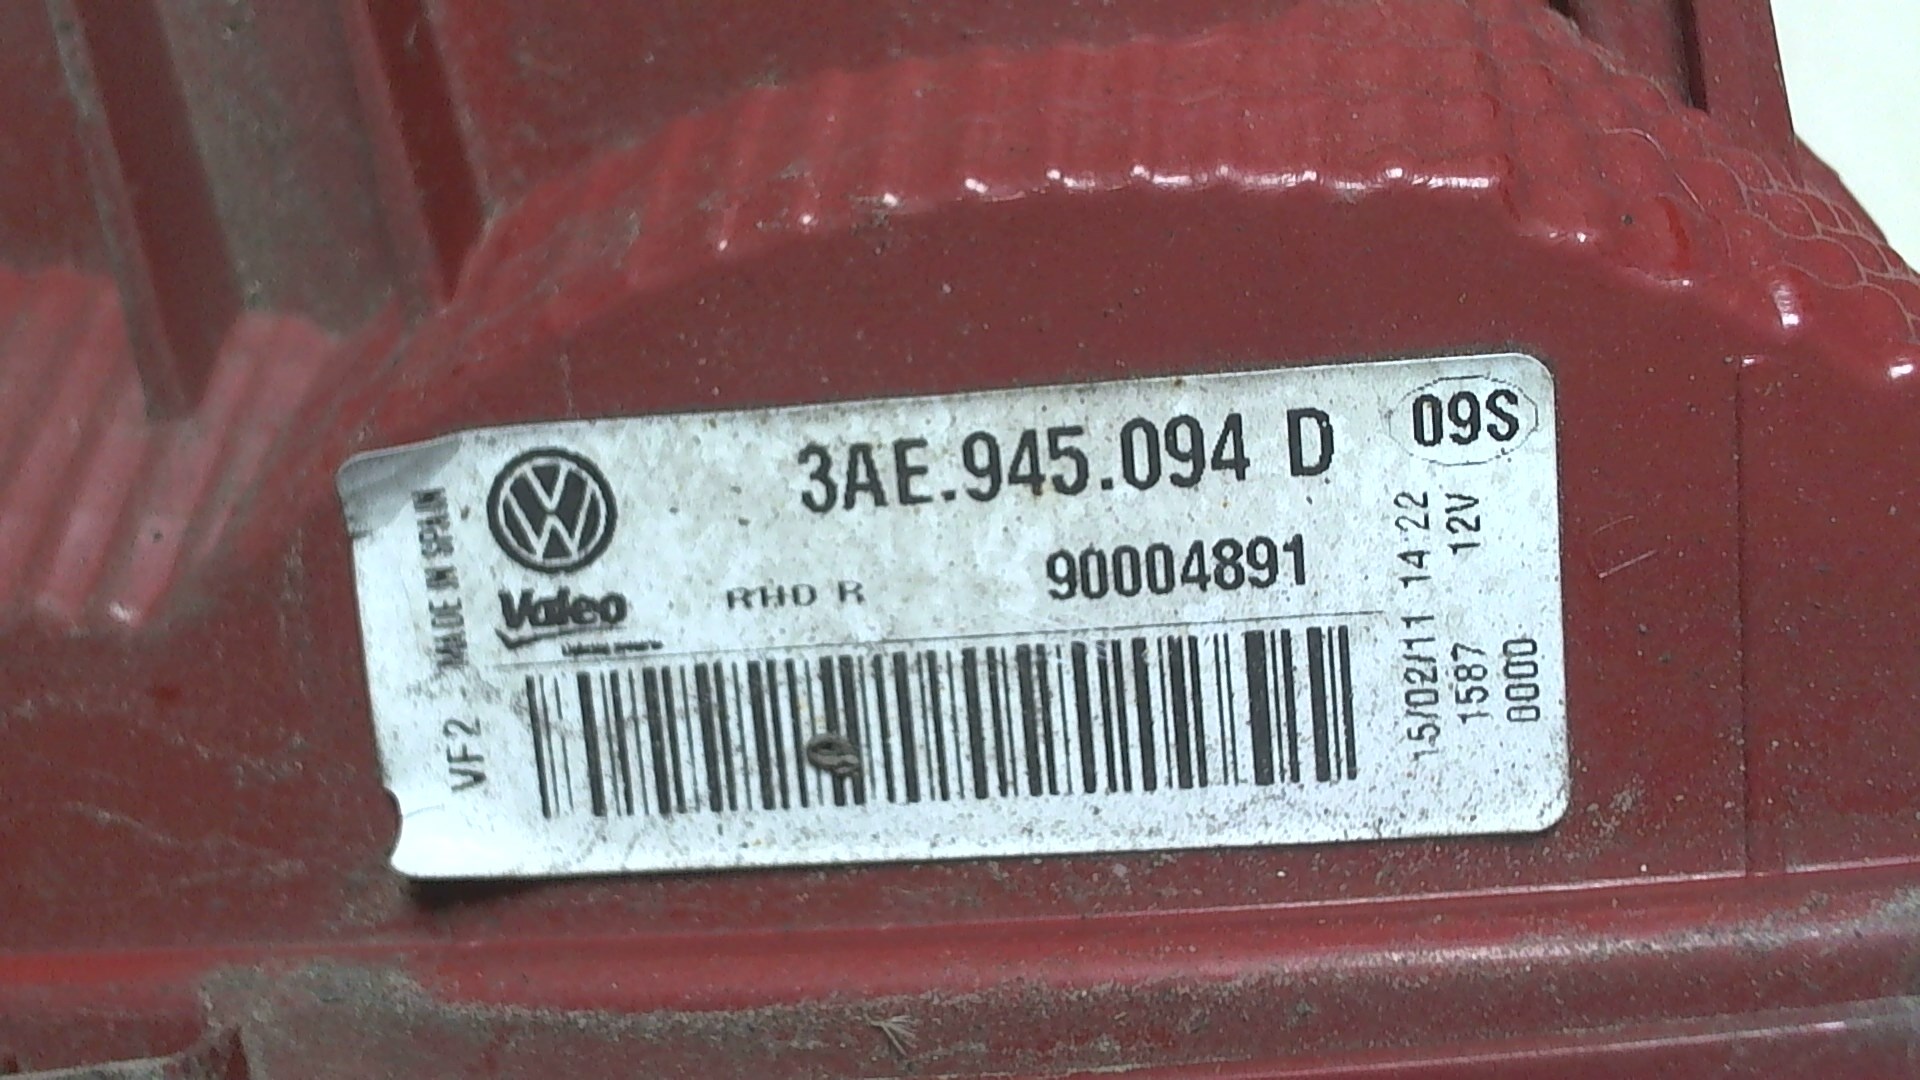 3AE.945.094 D
09S
90004891
RHD R
Valeo
MADE IN SPAIN
VF2
15/02/11 14 22
1587 12V
0000